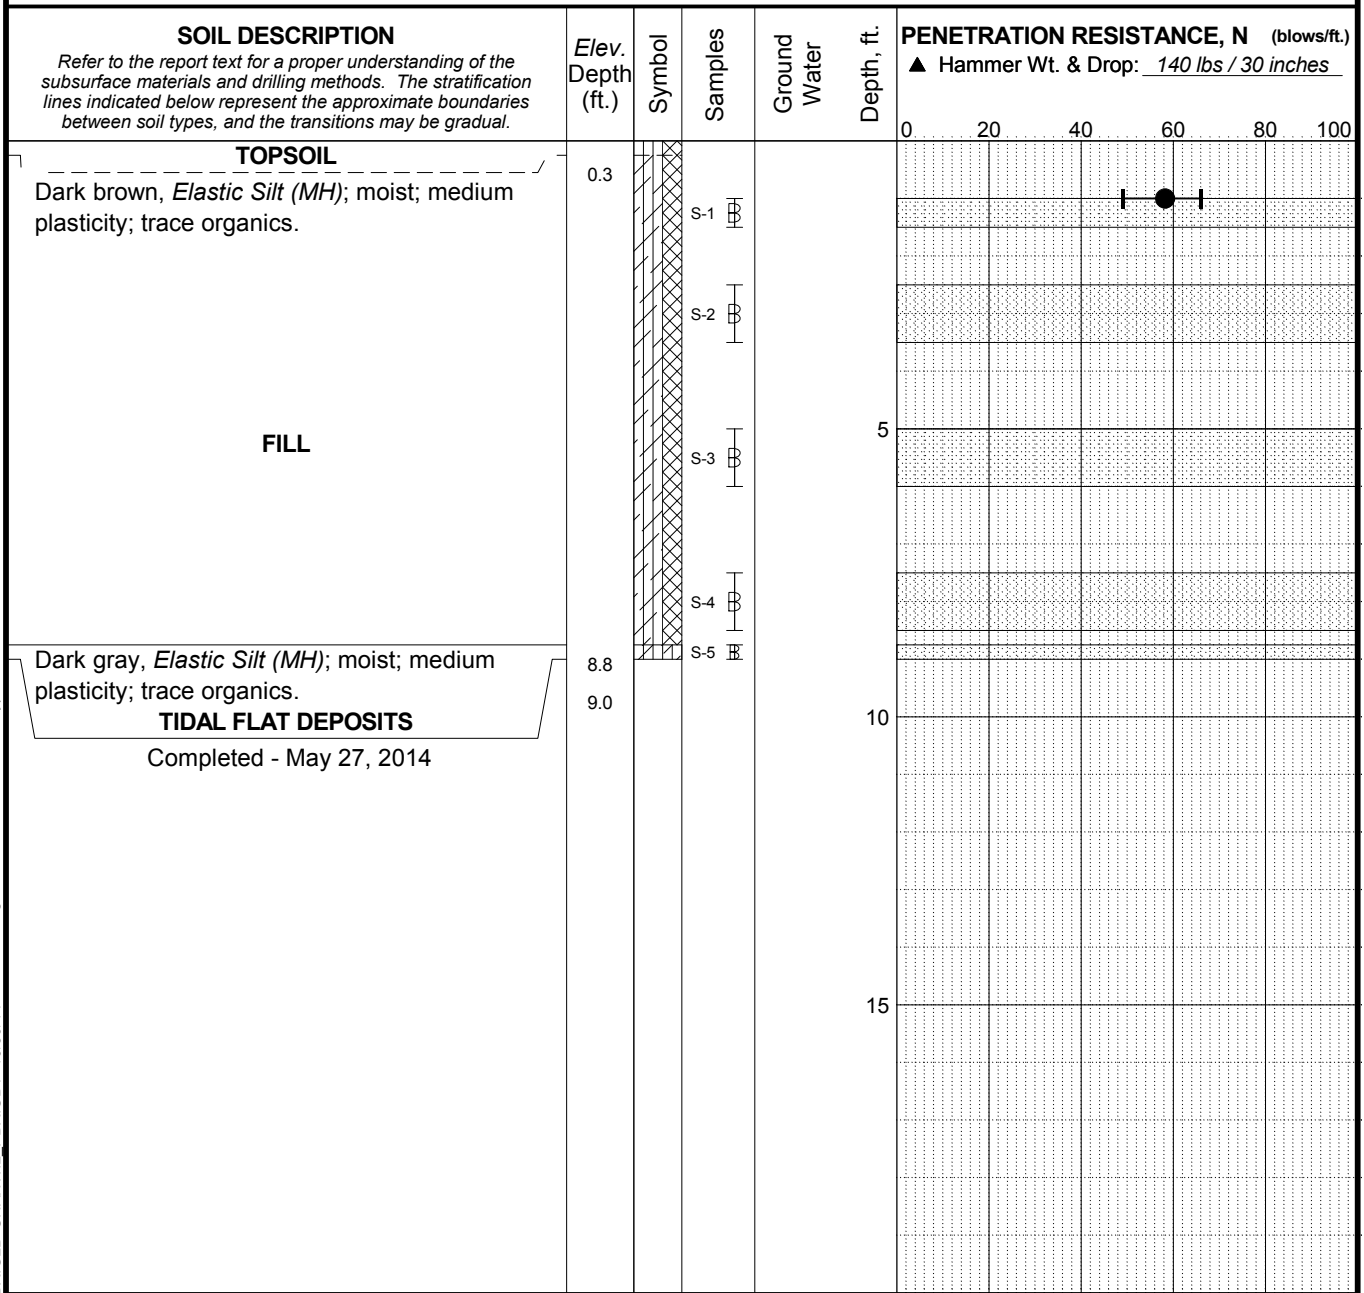 SOIL DESCRIPTION
Refer to the report text for a proper understanding of the
subsurface materials and drilling methods. The stratification
lines indicated below represent the approximate boundaries
between soil types, and the transitions may be gradual.
Elev.
Depth
(ft.)
Symbol
Samples
Ground
Water
Depth, ft.
PENETRATION RESISTANCE, N (blows/ft.)
▲ Hammer Wt. & Drop: 140 lbs / 30 inches
0 20 40 60 80 100
TOPSOIL
0.3
Dark brown, Elastic Silt (MH); moist; medium
plasticity; trace organics.
S-1
S-2
FILL
5
S-3
S-4
S-5
Dark gray, Elastic Silt (MH); moist; medium
plasticity; trace organics.
8.8
9.0
TIDAL FLAT DEPOSITS
10
Completed - May 27, 2014
15